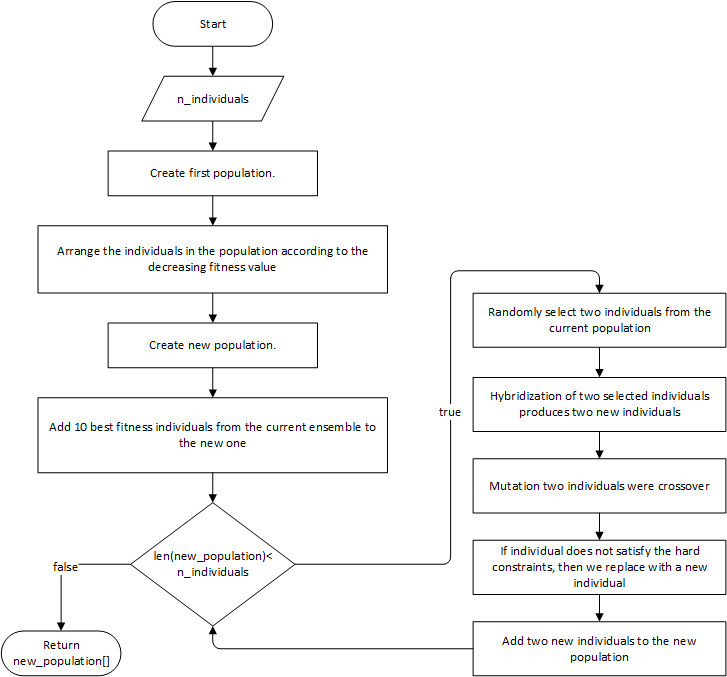 Start
n_individuals
Create first population.
Arrange the individuals in the population according to the
decreasing fitness value
Create new population.
Add 10 best fitness individuals from the current ensemble to
the new one
len(new_population)<
n_individuals
false
Return
new_population[]
true
Randomly select two individuals from the
current population
Hybridization of two selected individuals
produces two new individuals
Mutation two individuals were crossover
If individual does not satisfy the hard
constraints, then we replace with a new
individual
Add two new individuals to the new
population